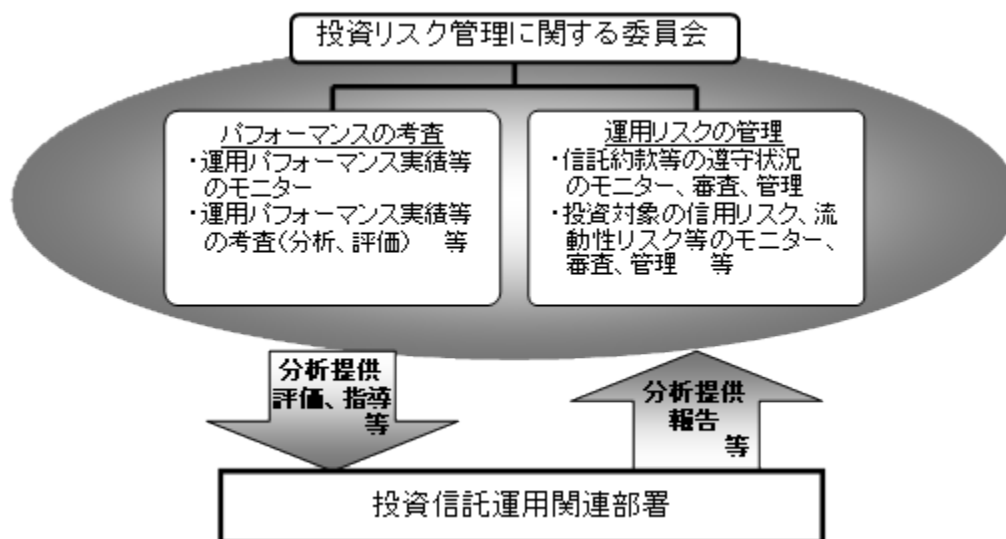 投資リスク管理に関する委員会
パフォーマンスの考査
・運用パフォーマンス実績等
のモニター
・運用パフォーマンス実績等
の考査(分析、評価) 等
運用リスクの管理
・信託約款等の遵守状況
のモニター、審査、管理
・投資対象の信用リスク、流
動性リスク等のモニター、
審査、管理 等
分析提供
評価、指導
等
分析提供
報告
等
投資信託運用関連部署